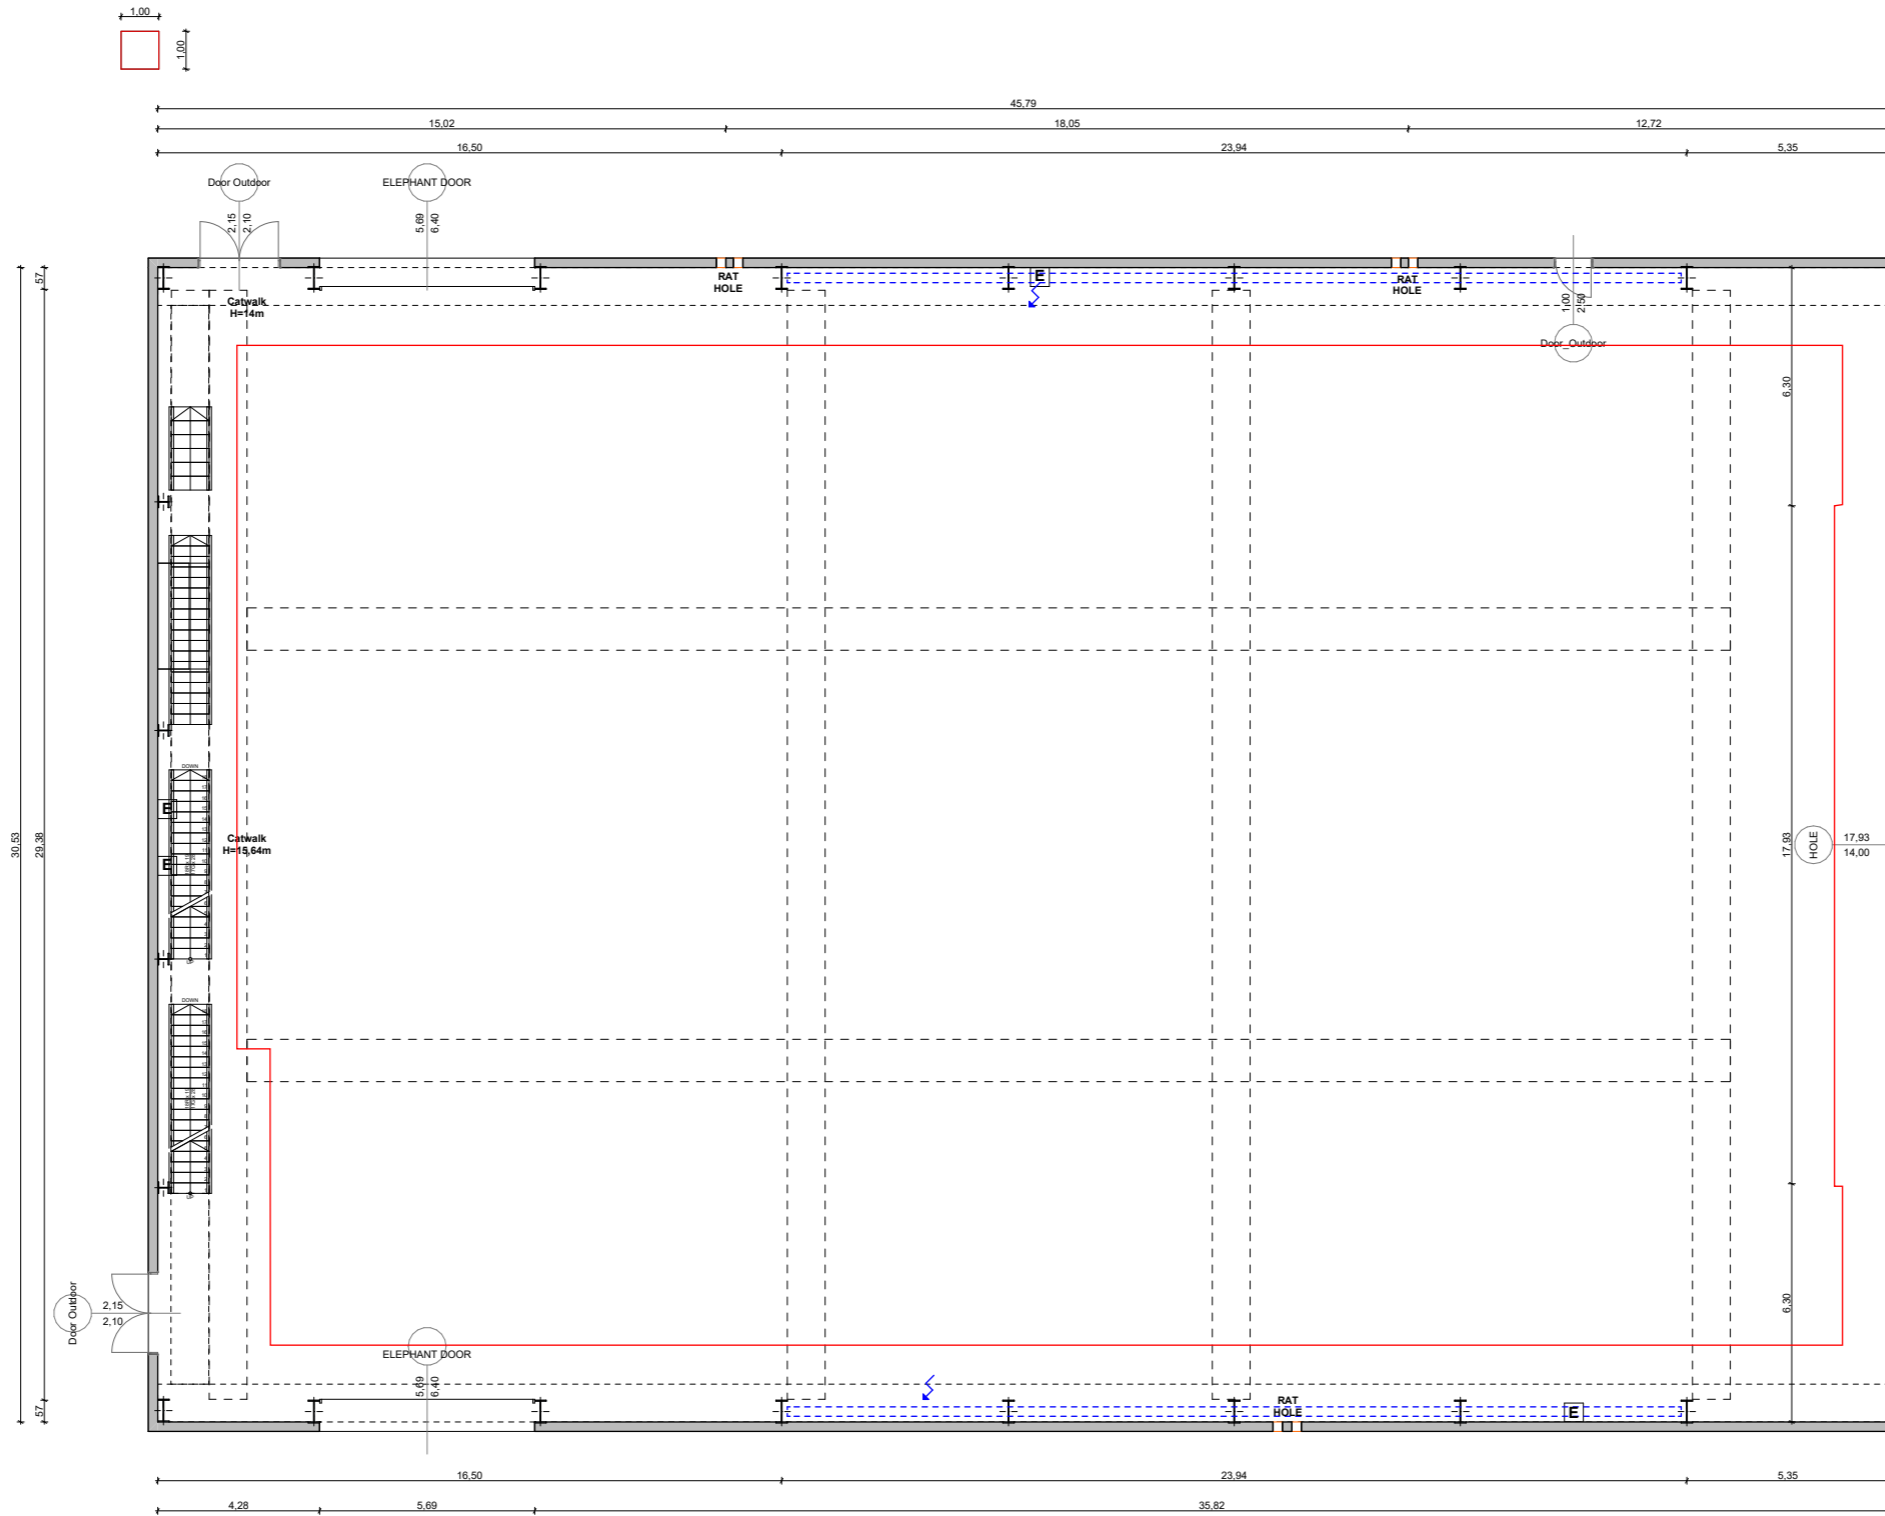 1,00
1,00
45,79
15,02
18,05
12,72
16,50
23,94
5,35
Door Outdoor
ELEPHANT DOOR
2,15
2,10
5,69
6,40
57
RAT
HOLE
E
RAT
HOLE
Catwalk
H=14m
1,00
2,50
Door_Outdoor
6,30
DOWN
E
Catwalk
H=15,64m
E
30,53
29,38
17,93
HOLE
17,93
14,00
DOWN
Door Outdoor
2,15
2,10
6,30
ELEPHANT DOOR
5,69
6,40
RAT
HOLE
E
57
16,50
23,94
5,35
4,28
5,69
35,82